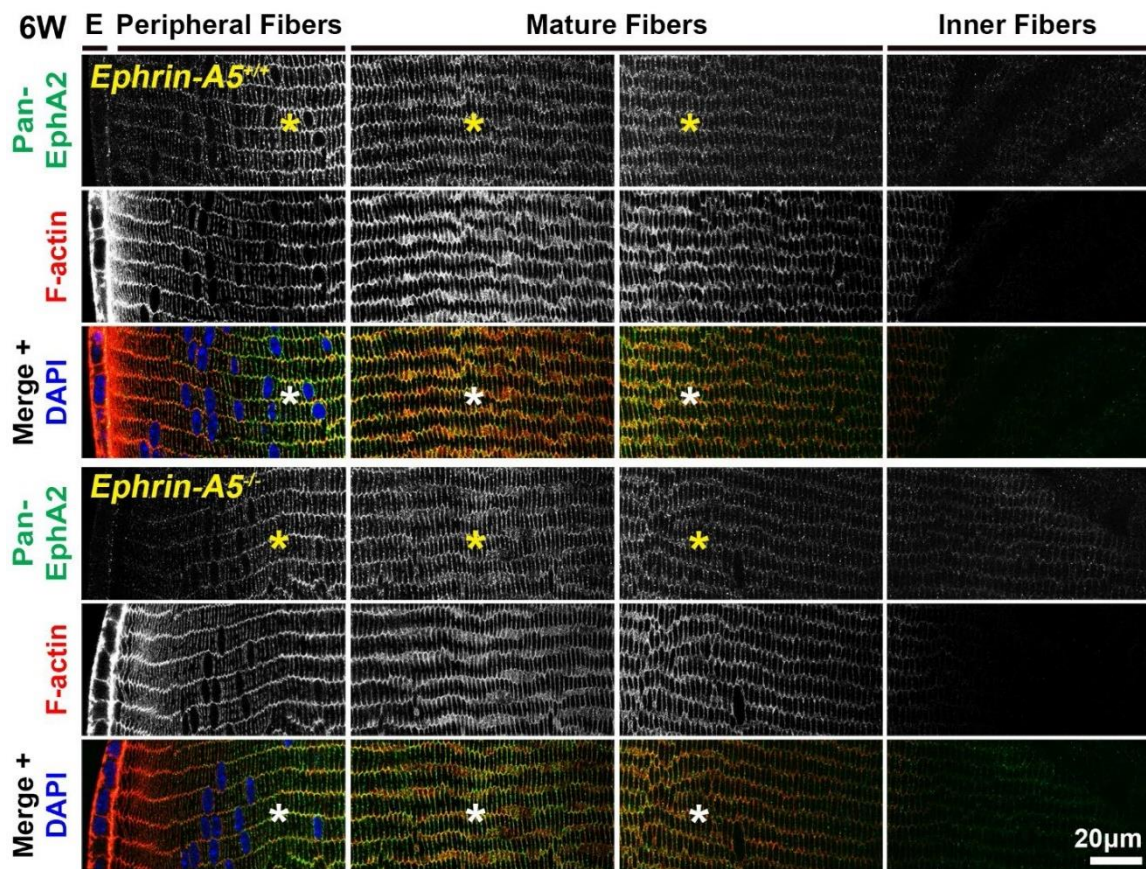 6W E Peripheral Fibers Mature Fibers Inner Fibers
Ephrin-A5+/+
Pan-
EphA2
* * *
F-actin
Merge +
DAPI
* * *
Ephrin-A5-/-
Pan-
EphA2
* * *
F-actin
Merge +
DAPI
* * *
20µm